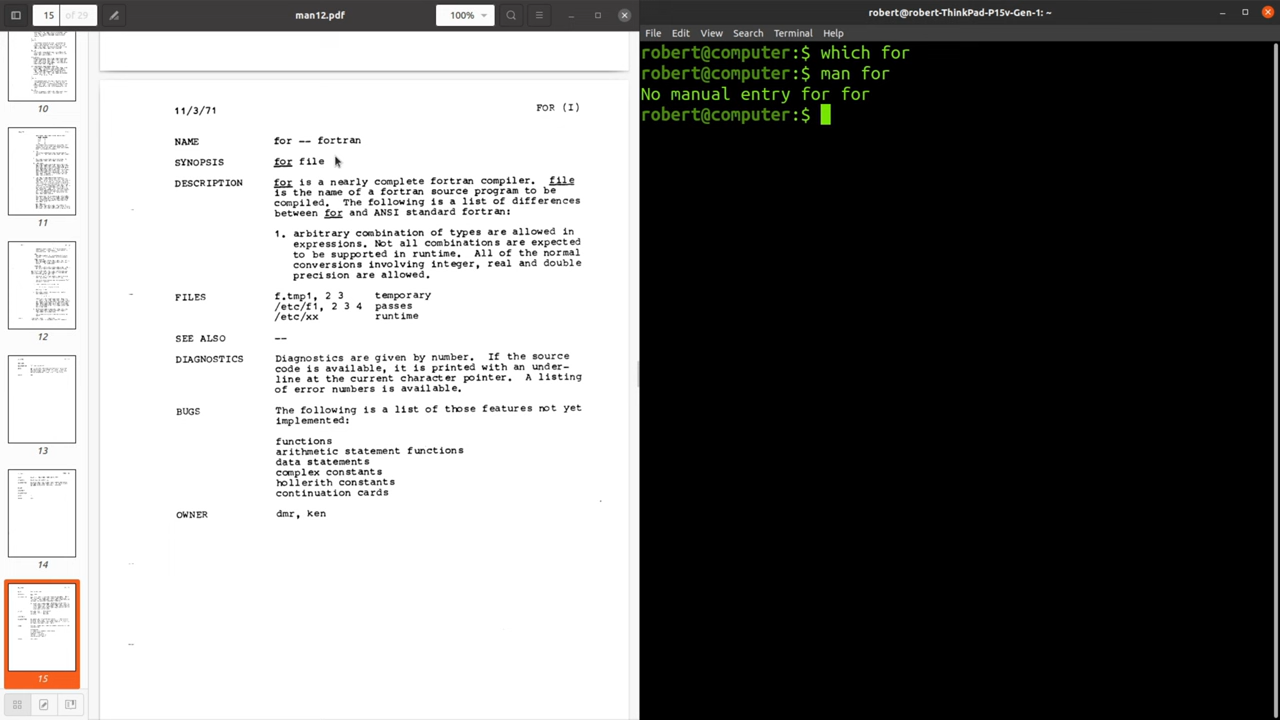 15 of 29
man12.pdf
100%
10
11
12
13
14
15
11/3/71 FOR (I)
NAME for -- fortran
SYNOPSIS for file
DESCRIPTION for is a nearly complete fortran compiler. file
is the name of a fortran source program to be
compiled. The following is a list of differences
between for and ANSI standard fortran:
1. arbitrary combination of types are allowed in
expressions. Not all combinations are expected
to be supported in runtime. All of the normal
conversions involving integer, real and double
precision are allowed.
FILES f.tmp1, 2 3 temporary
/etc/f1, 2 3 4 passes
/etc/xx runtime
SEE ALSO --
DIAGNOSTICS Diagnostics are given by number. If the source
code is available, it is printed with an under-
line at the current character pointer. A listing
of error numbers is available.
BUGS The following is a list of those features not yet
implemented:
functions
arithmetic statement functions
data statements
complex constants
hollerith constants
continuation cards
OWNER dmr, ken
robert@robert-ThinkPad-P15v-Gen-1: ~
File Edit View Search Terminal Help
robert@computer:$ which for
robert@computer:$ man for
No manual entry for for
robert@computer:$